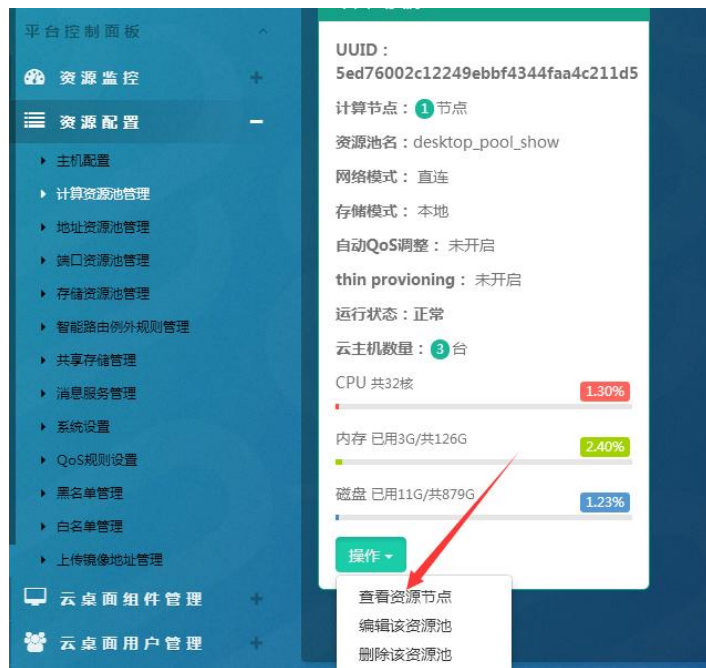 平台控制面板
资源监控
资源配置
主机配置
计算资源池管理
地址资源池管理
端口资源池管理
存储资源池管理
智能路由例外规则管理
共享存储管理
消息服务管理
系统设置
QoS规则设置
黑名单管理
白名单管理
上传镜像地址管理
云桌面组件管理
云桌面用户管理
UUID：
5ed76002c12249ebbf4344faa4c211d5
计算节点：1节点
资源池名：desktop_pool_show
网络模式：直连
存储模式：本地
自动QoS调整：未开启
thin provioning：未开启
运行状态：正常
云主机数量：3台
CPU 共32核 1.30%
内存 已用3G/共126G 2.40%
磁盘 已用11G/共879G 1.23%
操作
查看资源节点
编辑该资源池
删除该资源池